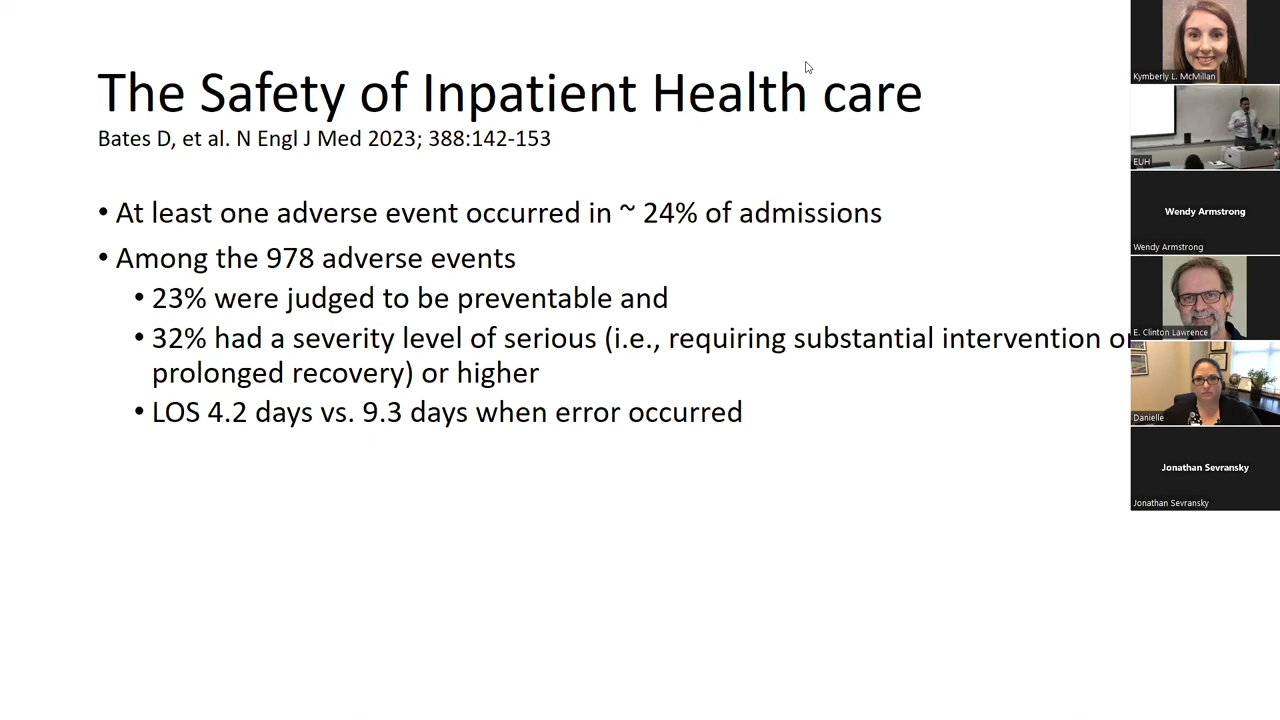 The Safety of Inpatient Health care
Bates D, et al. N Engl J Med 2023; 388:142-153
• At least one adverse event occurred in ~ 24% of admissions
• Among the 978 adverse events
• 23% were judged to be preventable and
• 32% had a severity level of serious (i.e., requiring substantial intervention or
prolonged recovery) or higher
• LOS 4.2 days vs. 9.3 days when error occurred
Kymberly L. McMillan
EUH
Wendy Armstrong
Wendy Armstrong
E. Clinton Lawrence
Danielle
Jonathan Sevransky
Jonathan Sevransky